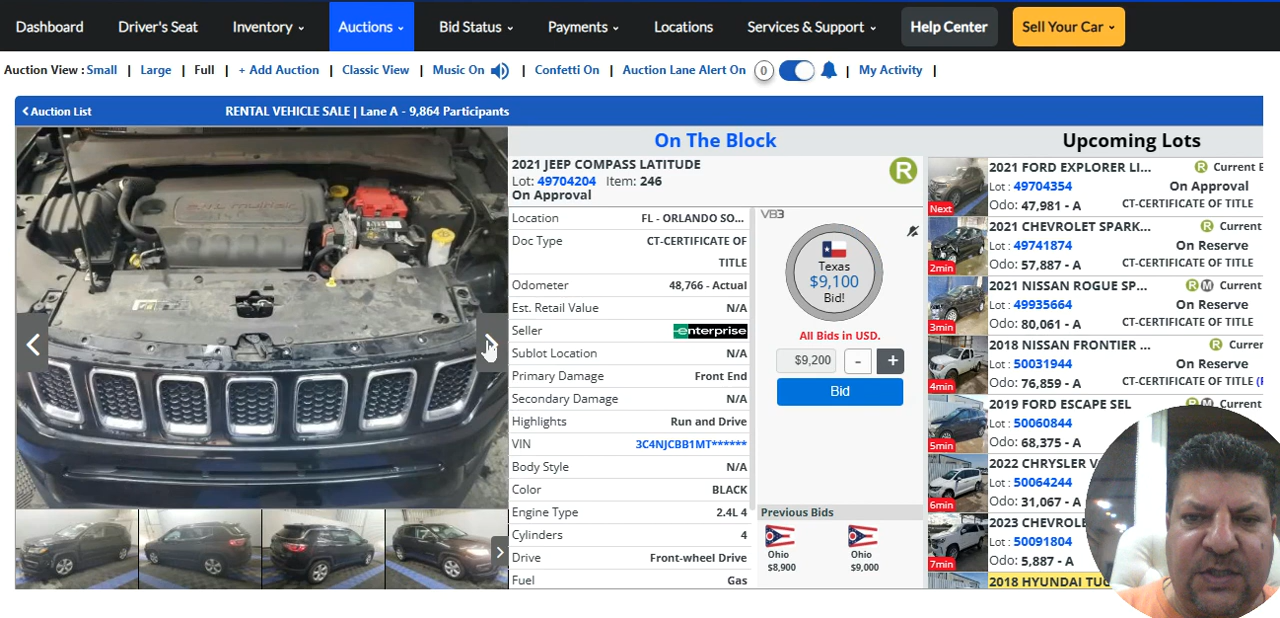 Dashboard Driver's Seat Inventory Auctions Bid Status Payments Locations Services & Support Help Center Sell Your Car
Auction View : Small | Large | Full | + Add Auction | Classic View | Music On | Confetti On | Auction Lane Alert On 0 | My Activity |
Auction List
RENTAL VEHICLE SALE | Lane A - 9,864 Participants
On The Block
2021 JEEP COMPASS LATITUDE
Lot: 49704204 Item: 246
On Approval
R
Location FL - ORLANDO SO...
Doc Type CT-CERTIFICATE OF
TITLE
Odometer 48,766 - Actual
Est. Retail Value N/A
Seller enterprise
Sublot Location N/A
Primary Damage Front End
Secondary Damage N/A
Highlights Run and Drive
VIN 3C4NJCBB1MT******
Body Style N/A
Color BLACK
Engine Type 2.4L 4
Cylinders 4
Drive Front-wheel Drive
Fuel Gas
VB3
Texas
$9,100
Bid!
All Bids in USD.
$9,200 - +
Bid
Previous Bids
Ohio
$8,900
Ohio
$9,000
Upcoming Lots
2021 FORD EXPLORER LI... R Current E
Lot : 49704354 On Approval
Next Odo: 47,981 - A CT-CERTIFICATE OF TITLE
2021 CHEVROLET SPARK... R Current
Lot : 49741874 On Reserve
2min Odo: 57,887 - A CT-CERTIFICATE OF TITLE
2021 NISSAN ROGUE SP... R M Current
Lot : 49935664 On Reserve
3min Odo: 80,061 - A CT-CERTIFICATE OF TITLE
2018 NISSAN FRONTIER ... R Currer
Lot : 50031944 On Reserve
4min Odo: 76,859 - A CT-CERTIFICATE OF TITLE (F
2019 FORD ESCAPE SEL R M Current
Lot : 50060844
5min Odo: 68,375 - A
2022 CHRYSLER V
Lot : 50064244
6min Odo: 31,067 - A
2023 CHEVROLE
Lot : 50091804
7min Odo: 5,887 - A
2018 HYUNDAI TUC